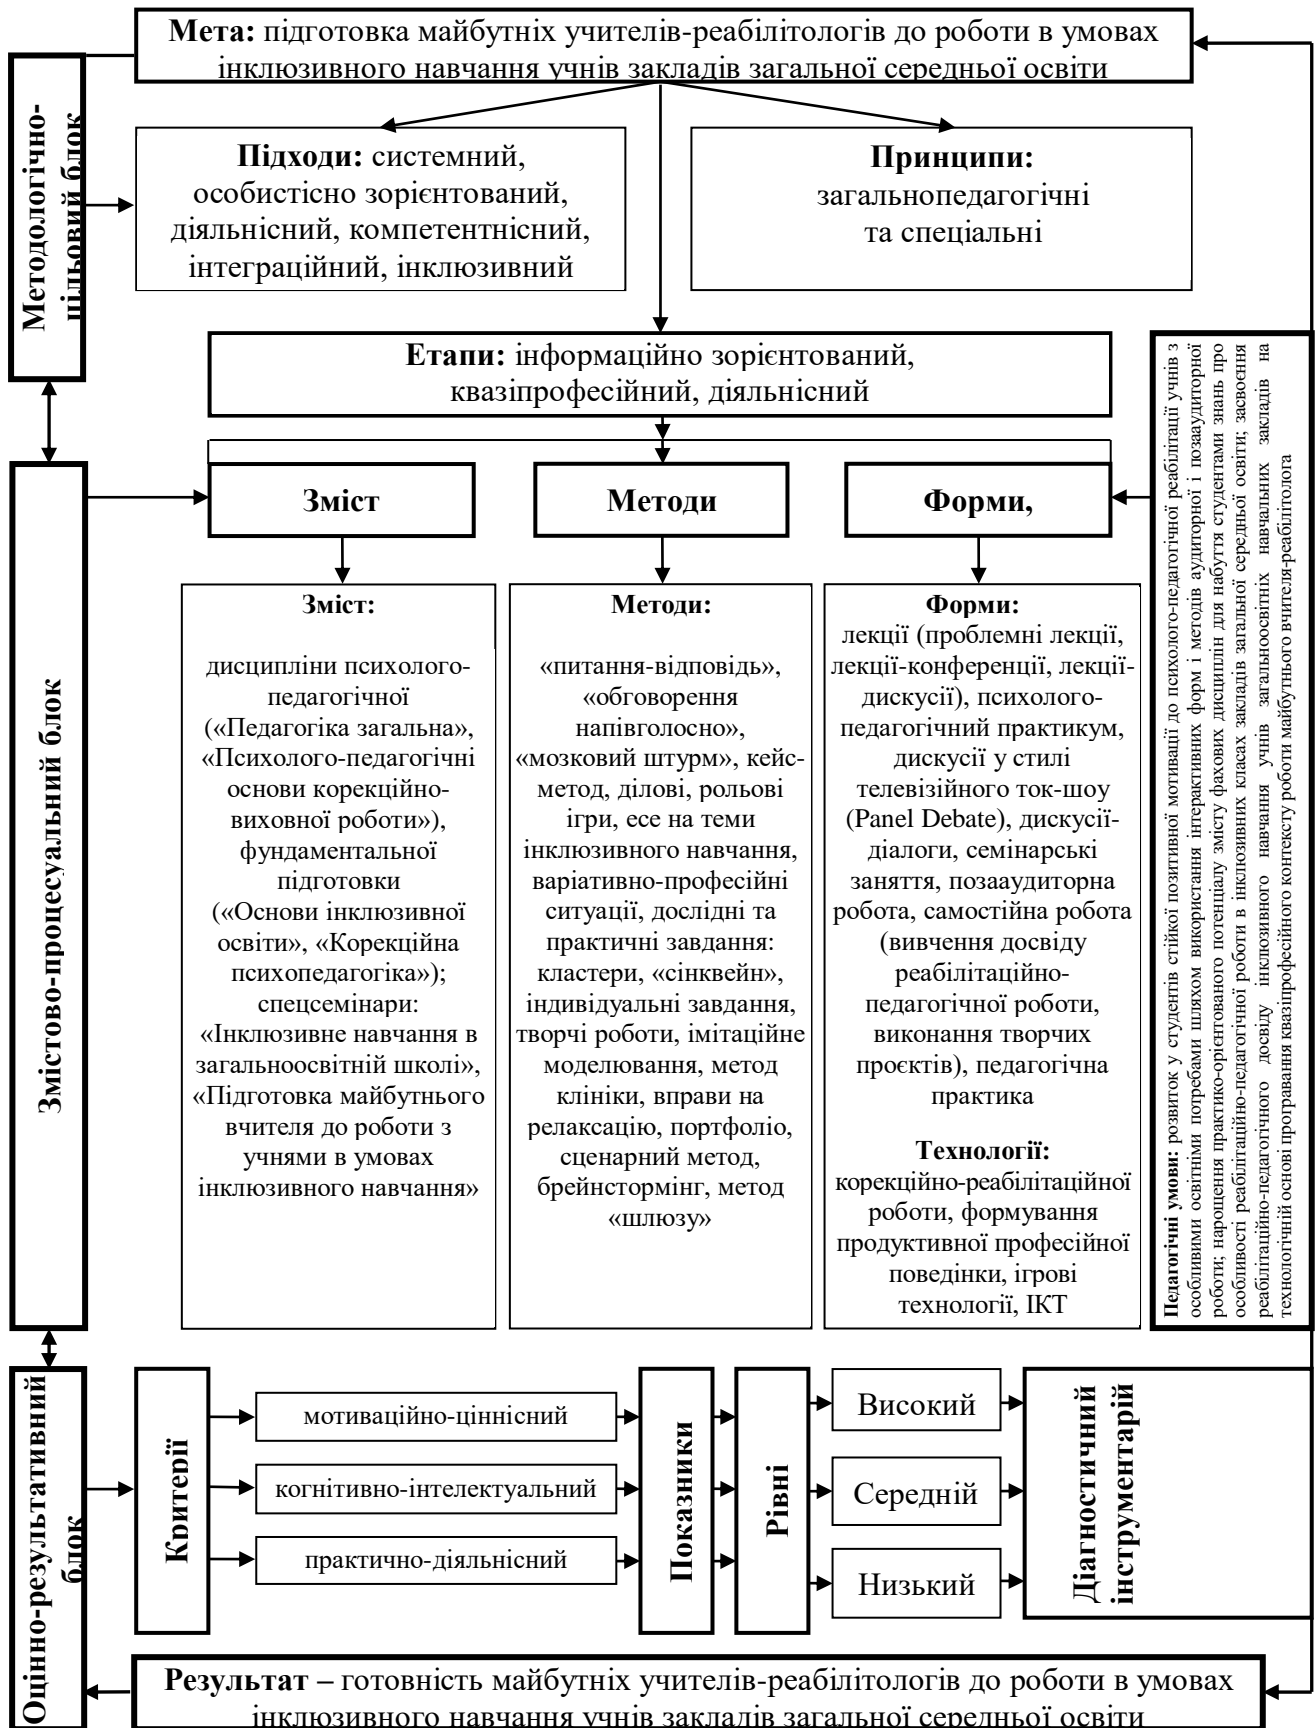 Мета: підготовка майбутніх учителів-реабілітологів до роботи в умовах
інклюзивного навчання учнів закладів загальної середньої освіти
Методологічно-
цільовий блок
Підходи: системний,
особистісно зорієнтований,
діяльнісний, компетентнісний,
інтеграційний, інклюзивний
Принципи:
загальнопедагогічні
та спеціальні
Етапи: інформаційно зорієнтований,
квазіпрофесійний, діяльнісний
Змістово-процесуальний блок
Зміст
Методи
Форми,
Зміст:
дисципліни психолого-
педагогічної
(«Педагогіка загальна»,
«Психолого-педагогічні
основи корекційно-
виховної роботи»),
фундаментальної
підготовки
(«Основи інклюзивної
освіти», «Корекційна
психопедагогіка»);
спецсемінари:
«Інклюзивне навчання в
загальноосвітній школі»,
«Підготовка майбутнього
вчителя до роботи з
учнями в умовах
інклюзивного навчання»
Методи:
«питання-відповідь»,
«обговорення
напівголосно»,
«мозковий штурм», кейс-
метод, ділові, рольові
ігри, есе на теми
інклюзивного навчання,
варіативно-професійні
ситуації, дослідні та
практичні завдання:
кластери, «сінквейн»,
індивідуальні завдання,
творчі роботи, імітаційне
моделювання, метод
клініки, вправи на
релаксацію, портфоліо,
сценарний метод,
брейнстормінг, метод
«шлюзу»
Форми:
лекції (проблемні лекції,
лекції-конференції, лекції-
дискусії), психолого-
педагогічний практикум,
дискусії у стилі
телевізійного ток-шоу
(Panel Debate), дискусії-
діалоги, семінарські
заняття, позааудиторна
робота, самостійна робота
(вивчення досвіду
реабілітаційно-
педагогічної роботи,
виконання творчих
проєктів), педагогічна
практика
Технології:
корекційно-реабілітаційної
роботи, формування
продуктивної професійної
поведінки, ігрові
технології, ІКТ
Педагогічні умови: розвиток у студентів стійкої позитивної мотивації до психолого-педагогічної реабілітації учнів з
особливими освітніми потребами шляхом використання інтерактивних форм і методів аудиторної і позааудиторної
роботи; нарощення практико-орієнтованого потенціалу змісту фахових дисциплін для набуття студентами знань про
особливості реабілітаційно-педагогічної роботи в інклюзивних класах закладів загальної середньої освіти; засвоєння
реабілітаційно-педагогічного досвіду інклюзивного навчання учнів загальноосвітніх навчальних закладів на
технологічній основі програвання квазіпрофесійного контексту роботи майбутнього вчителя-реабілітолога
Оцінно-результативний
блок
Критерії
мотиваційно-ціннісний
когнітивно-інтелектуальний
практично-діяльнісний
Показники
Рівні
Високий
Середній
Низький
Діагностичний
інструментарій
Результат – готовність майбутніх учителів-реабілітологів до роботи в умовах
інклюзивного навчання учнів закладів загальної середньої освіти